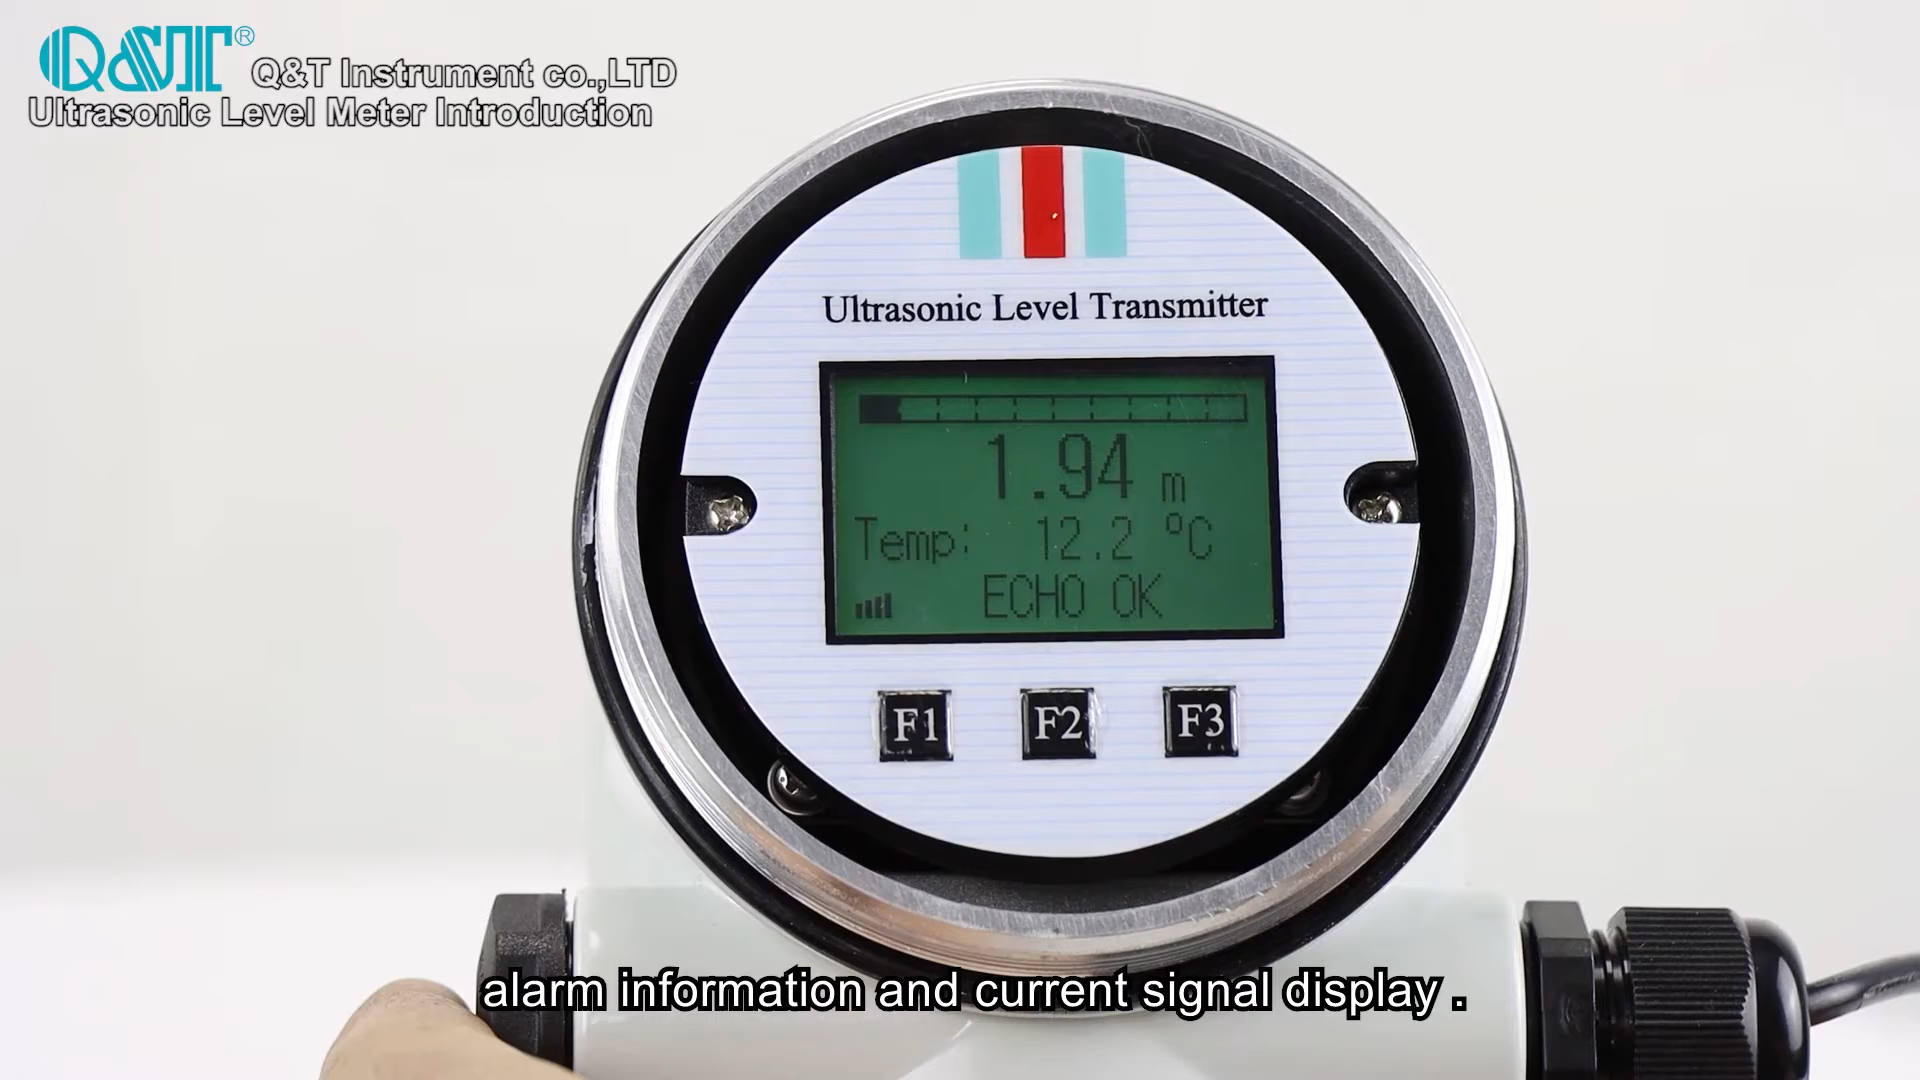 Q&T® Q&T Instrument co.,LTD
Ultrasonic Level Meter Introduction
Ultrasonic Level Transmitter
1.94 m
Temp: 12.2 ºC
ECHO OK
F1 F2 F3
alarm information and current signal display .